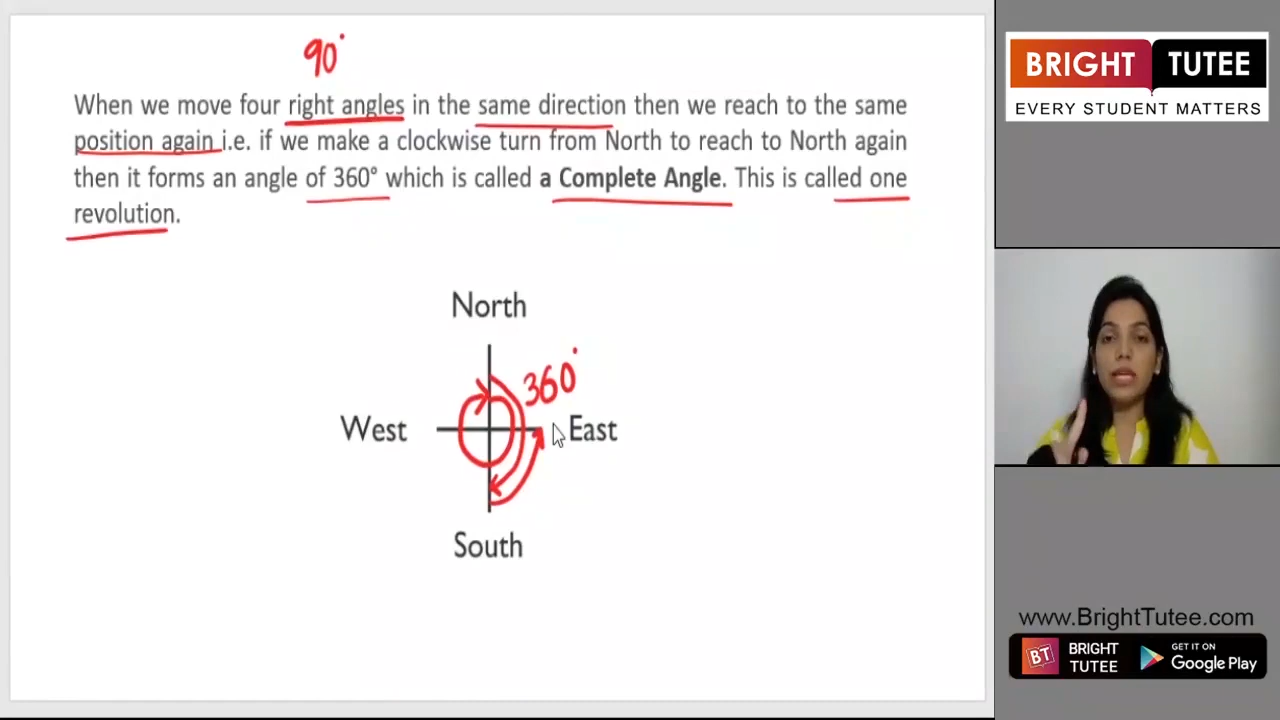 90°
When we move four right angles in the same direction then we reach to the same
position again i.e. if we make a clockwise turn from North to reach to North again
then it forms an angle of 360° which is called a Complete Angle. This is called one
revolution.
North
360°
West
East
South
BRIGHT TUTEE
EVERY STUDENT MATTERS
www.BrightTutee.com
BT
BRIGHT
TUTEE
GET IT ON
Google Play